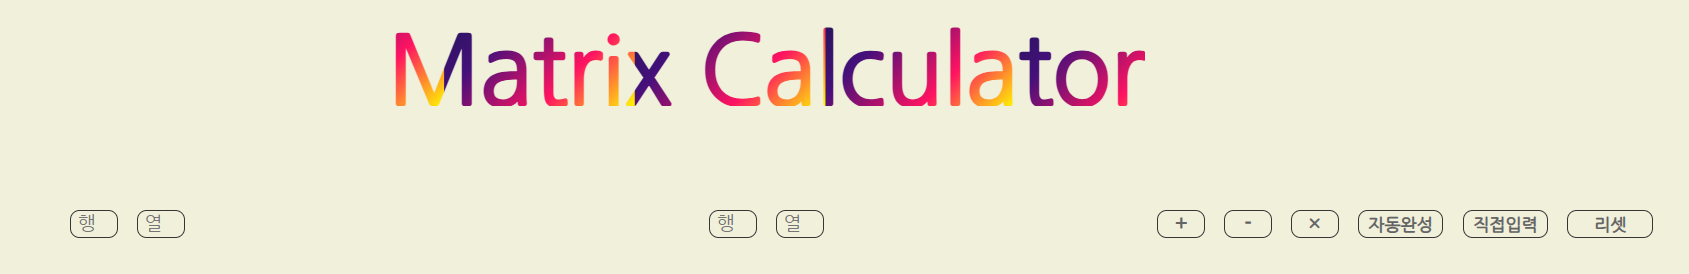 Matrix Calculator
행 열 행 열 + - × 자동완성 직접입력 리셋